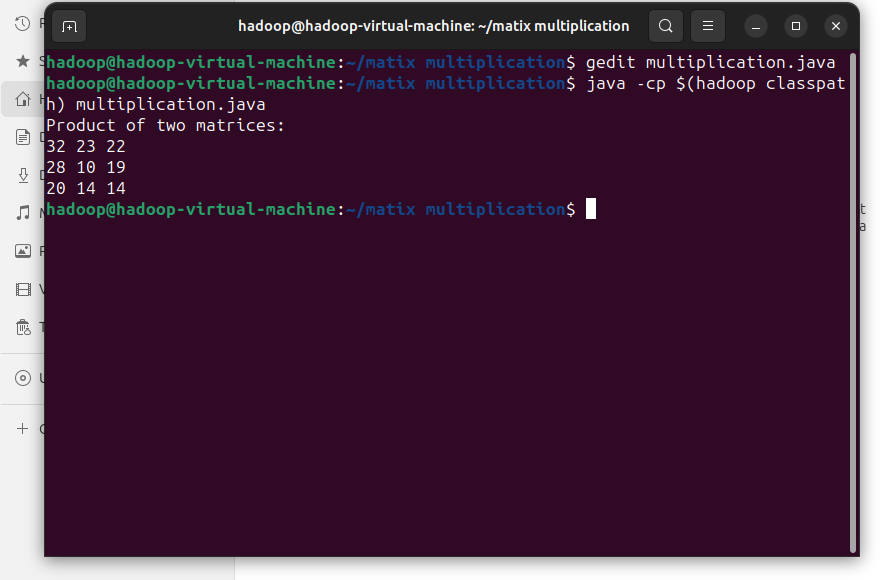 hadoop@hadoop-virtual-machine: ~/matix multiplication
hadoop@hadoop-virtual-machine:~/matix multiplication$ gedit multiplication.java
hadoop@hadoop-virtual-machine:~/matix multiplication$ java -cp $(hadoop classpat
h) multiplication.java
Product of two matrices:
32 23 22
28 10 19
20 14 14
hadoop@hadoop-virtual-machine:~/matix multiplication$